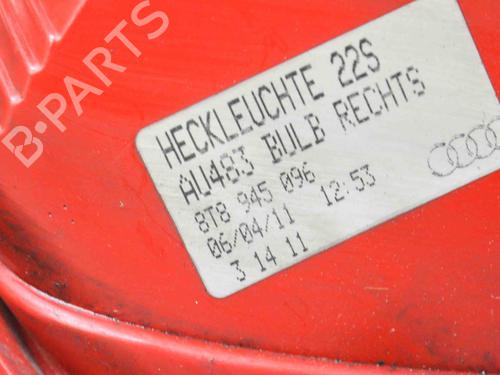 B-PARTS
HECKLEUCHTE 22S
AU483 BULB RECHTS
8T8 945 096
06/04/11 12:53
3 14 11